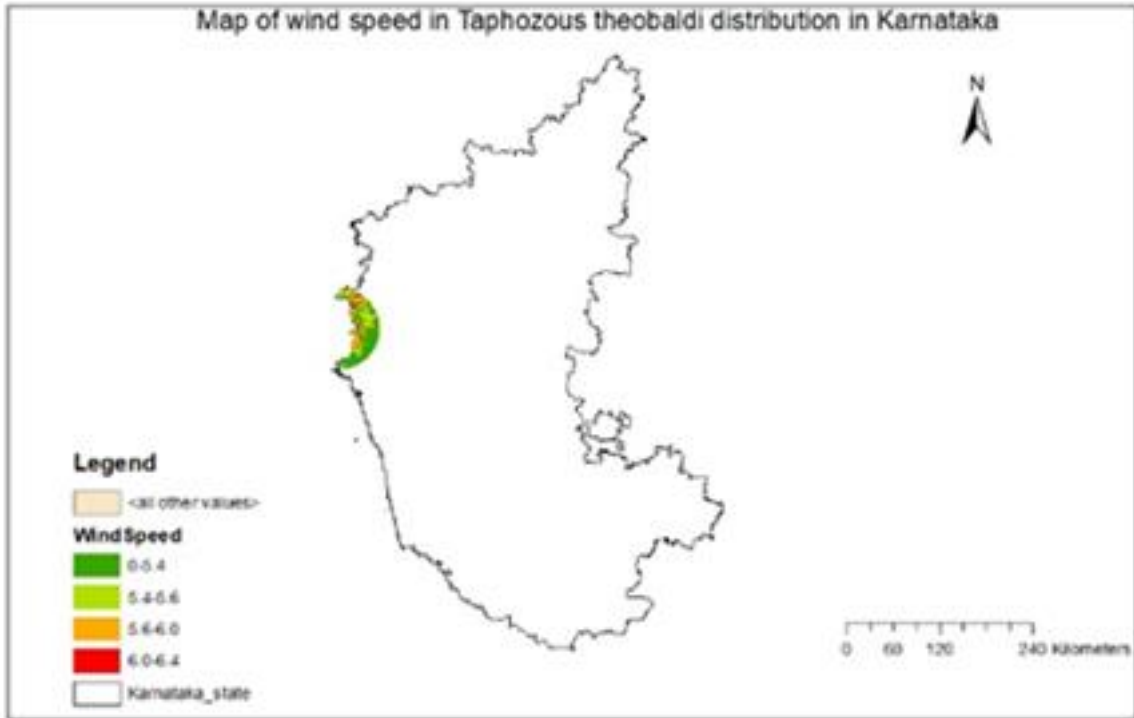 Map of wind speed in Taphozous theobaldi distribution in Karnataka
N
Legend
<all other values>
WindSpeed
0-5.4
5.4-5.6
5.6-6.0
6.0-6.4
Karnataka_state
0 60 120 240 Kilometers